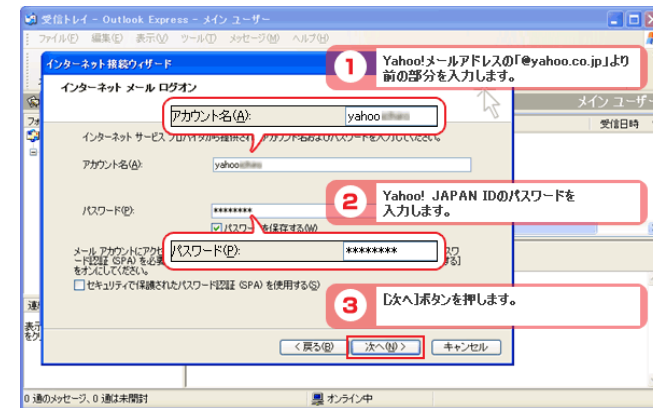 受信トレイ - Outlook Express - メイン ユーザー
ファイル(F) 編集(E) 表示(V) ツール(T) メッセージ(M) ヘルプ(H)
インターネット接続ウィザード
1
Yahoo!メールアドレスの「@yahoo.co.jp」より
前の部分を入力します。
インターネット メール ログオン
メイン ユーザー
受信日時
アカウント名(A): yahoo
インターネット サービス プロバイダから提供された アカウント名およびパスワードを入力してください。
アカウント名(A): yahoo
2
Yahoo! JAPAN IDのパスワードを
入力します。
パスワード(P): ********
パスワードを保存する(W)
パスワード(P): ********
メール アカウントにアクセ
ード認証 (SPA) を必要
をオンにしてください。
セキュリティで保護されたパスワード認証 (SPA) を使用する(S)
3
[次へ]ボタンを押します。
< 戻る(B) 次へ(N) > キャンセル
0 通のメッセージ、0 通は未開封 オンライン中